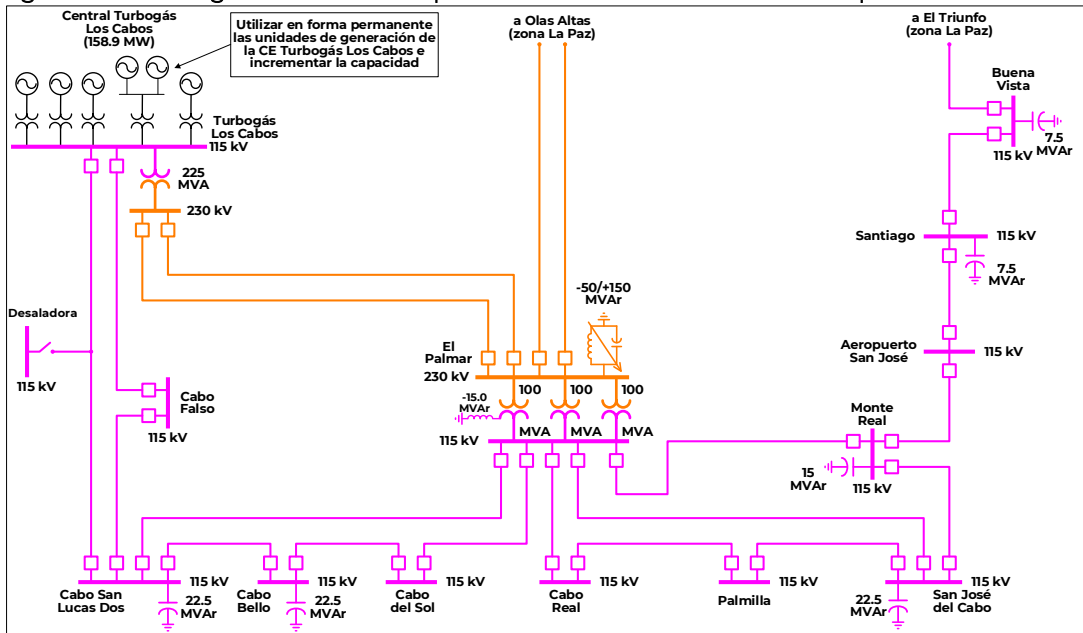 Central Turbogás
Los Cabos
(158.9 MW)
Utilizar en forma permanente
las unidades de generación de
la CE Turbogás Los Cabos e
incrementar la capacidad
a Olas Altas
(zona La Paz)
a El Triunfo
(zona La Paz)
Buena
Vista
7.5
MVAr
115 kV
Turbogás
Los Cabos
115 kV
225
MVA
230 kV
Santiago
115 kV
7.5
MVAr
-50/+150
MVAr
Desaladora
115 kV
El
Palmar
230 kV
Aeropuerto
San José
115 kV
Cabo
Falso
115 kV
100
100
100
-15.0
MVAr
MVA
MVA
MVA
115 kV
Monte
Real
15
MVAr
115 kV
Cabo San
Lucas Dos
115 kV
22.5
MVAr
Cabo
Bello
115 kV
22.5
MVAr
Cabo
del Sol
115 kV
Cabo
Real
115 kV
Palmilla
115 kV
22.5
MVAr
San José
del Cabo
115 kV